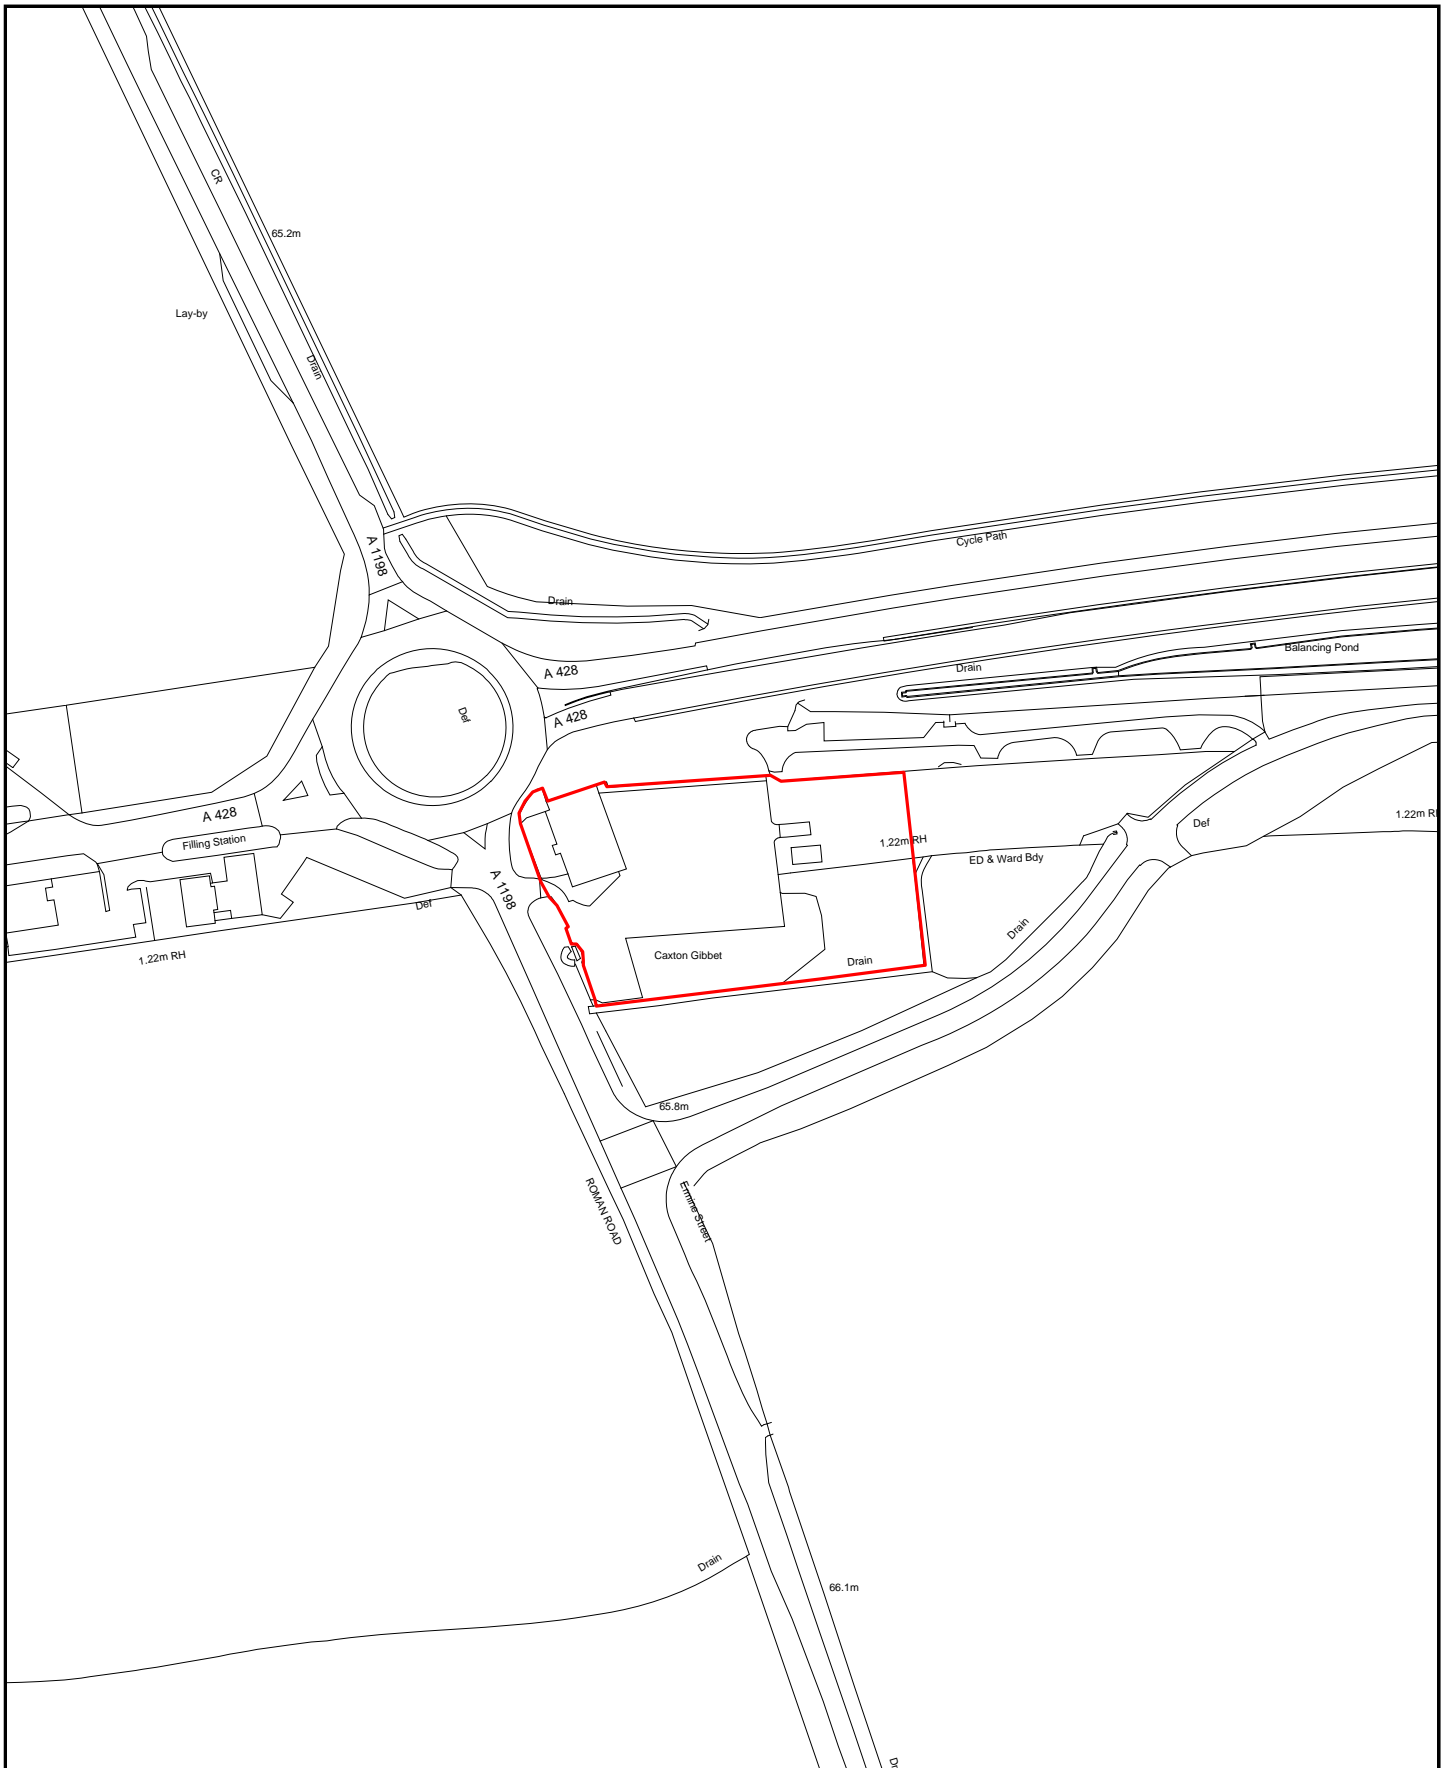 CR
65.2m
Lay-by
Drain
A 1198
Cycle Path
Drain
A 428
Drain
Balancing Pond
Def
A 428
A 428
Filling Station
1.22m RH
1.22m RH
Def
ED & Ward Bdy
A 1198
Def
Drain
1.22m RH
Caxton Gibbet
Drain
65.8m
ROMAN ROAD
Ermine Street
Drain
66.1m